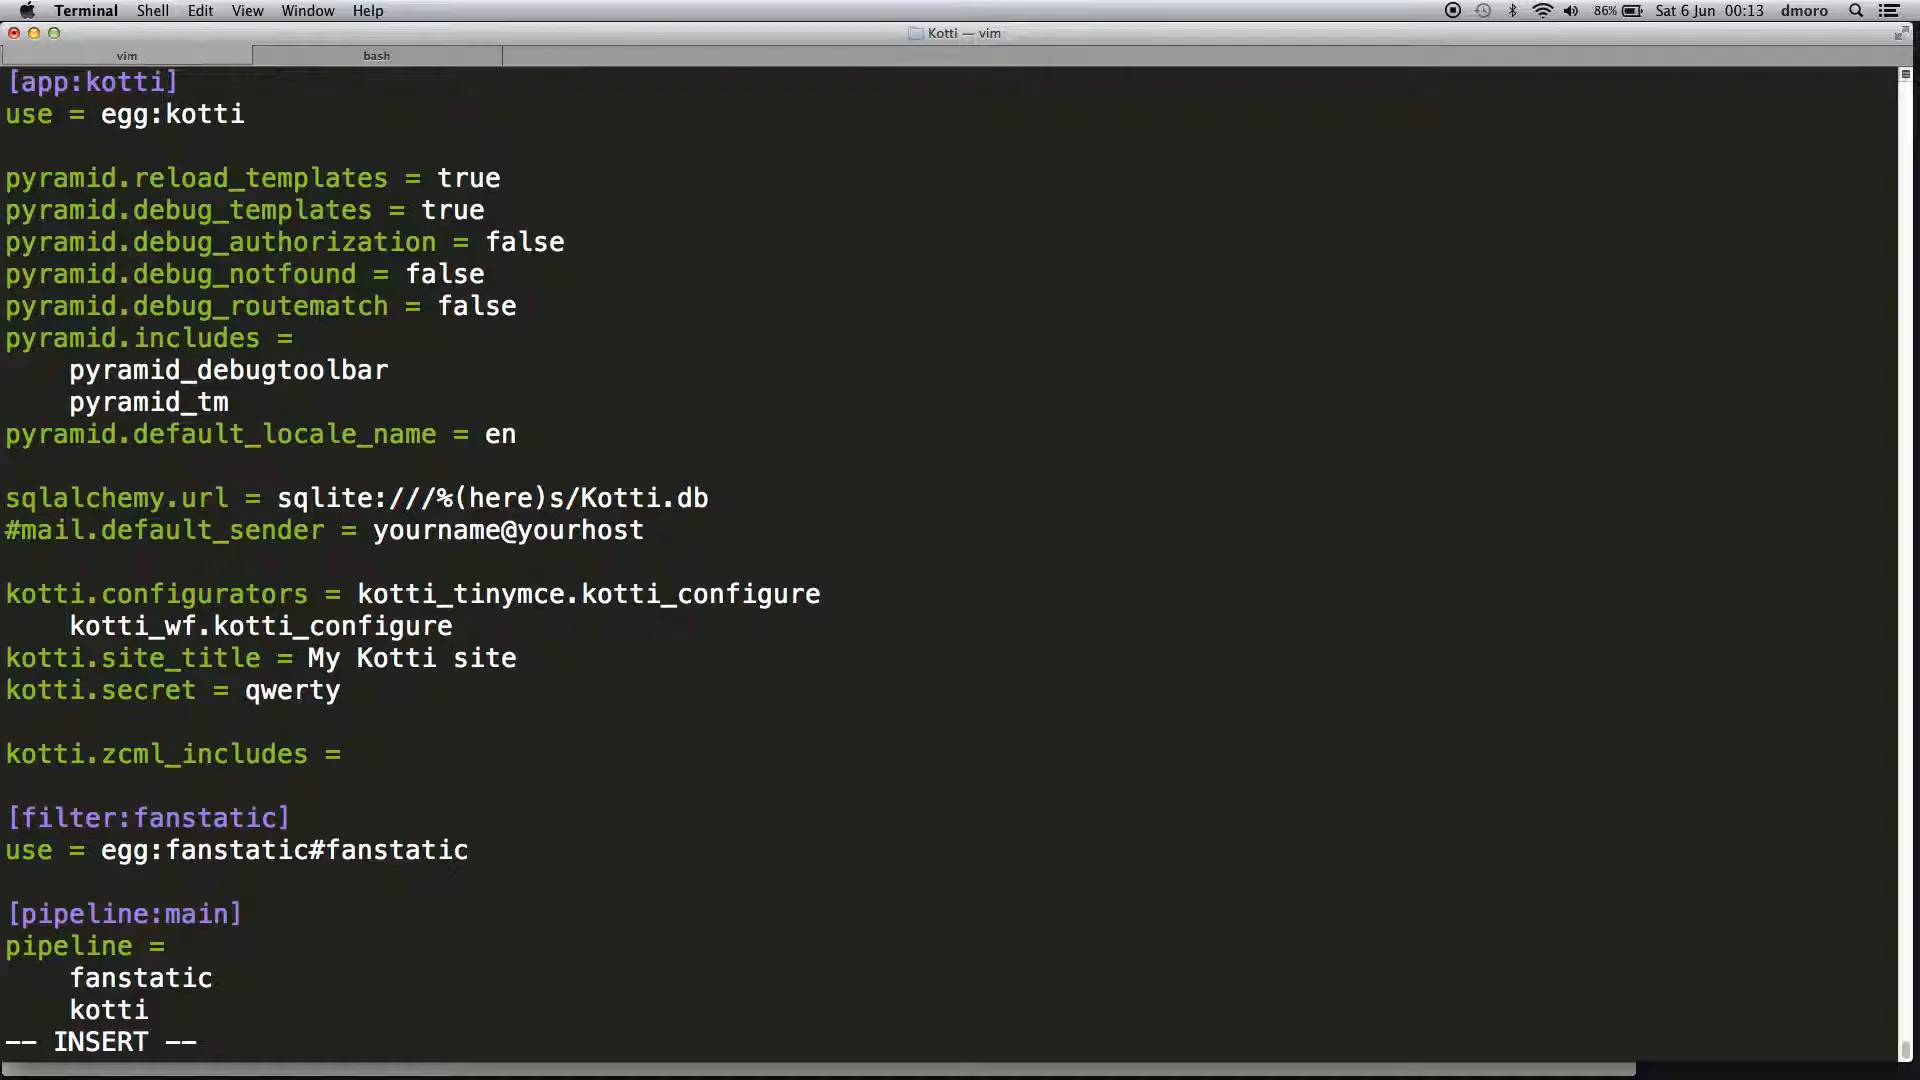 Terminal Shell Edit View Window Help 86% Sat 6 Jun 00:13 dmoro
Kotti — vim
vim bash
[app:kotti]
use = egg:kotti
pyramid.reload_templates = true
pyramid.debug_templates = true
pyramid.debug_authorization = false
pyramid.debug_notfound = false
pyramid.debug_routematch = false
pyramid.includes =
    pyramid_debugtoolbar
    pyramid_tm
pyramid.default_locale_name = en
sqlalchemy.url = sqlite:///%(here)s/Kotti.db
#mail.default_sender = yourname@yourhost
kotti.configurators = kotti_tinymce.kotti_configure
    kotti_wf.kotti_configure
kotti.site_title = My Kotti site
kotti.secret = qwerty
kotti.zcml_includes =
[filter:fanstatic]
use = egg:fanstatic#fanstatic
[pipeline:main]
pipeline =
    fanstatic
    kotti
-- INSERT --